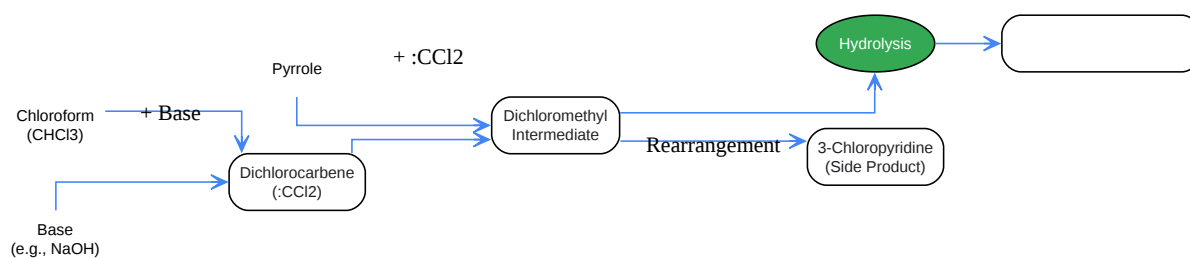 Hydrolysis
+ :CCl2
Pyrrole
Chloroform
(CHCl3)
+ Base
Dichloromethyl
Intermediate
Rearrangement
3-Chloropyridine
(Side Product)
Dichlorocarbene
(:CCl2)
Base
(e.g., NaOH)